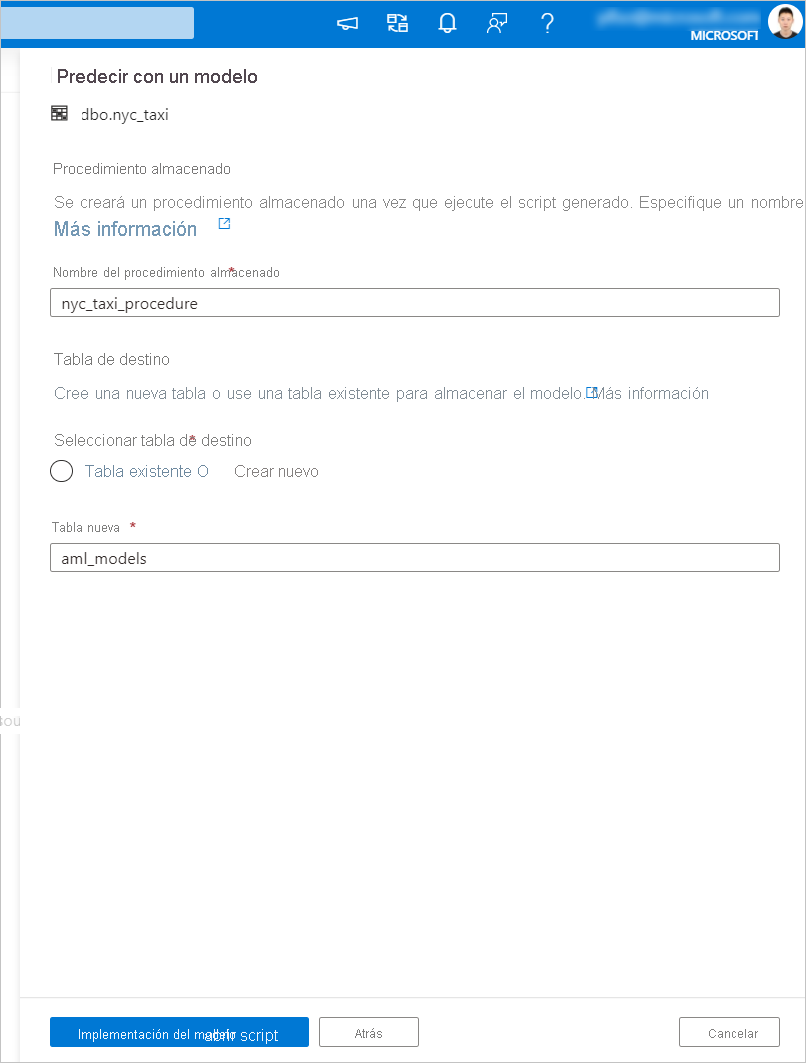 MICROSOFT
Predecir con un modelo
dbo.nyc_taxi
Procedimiento almacenado
Se creará un procedimiento almacenado una vez que ejecute el script generado. Especifique un nombre
Más información
Nombre del procedimiento almacenado *
nyc_taxi_procedure
Tabla de destino
Cree una nueva tabla o use una tabla existente para almacenar el modelo. Más información
Seleccionar tabla de destino *
Tabla existente O Crear nuevo
Tabla nueva *
aml_models
Implementación del modelo abrir script Atrás Cancelar